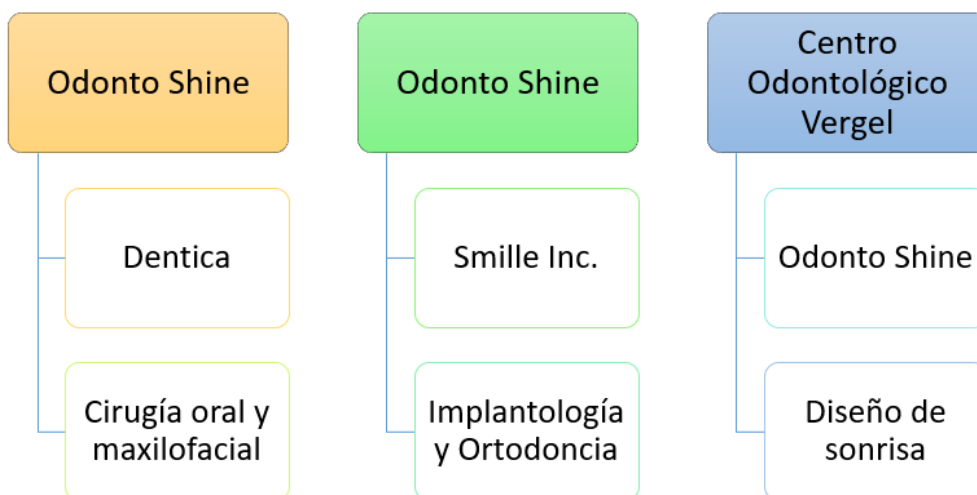 Odonto Shine
Dentica
Cirugía oral y
maxilofacial
Odonto Shine
Smille Inc.
Implantología
y Ortodoncia
Centro
Odontológico
Vergel
Odonto Shine
Diseño de
sonrisa